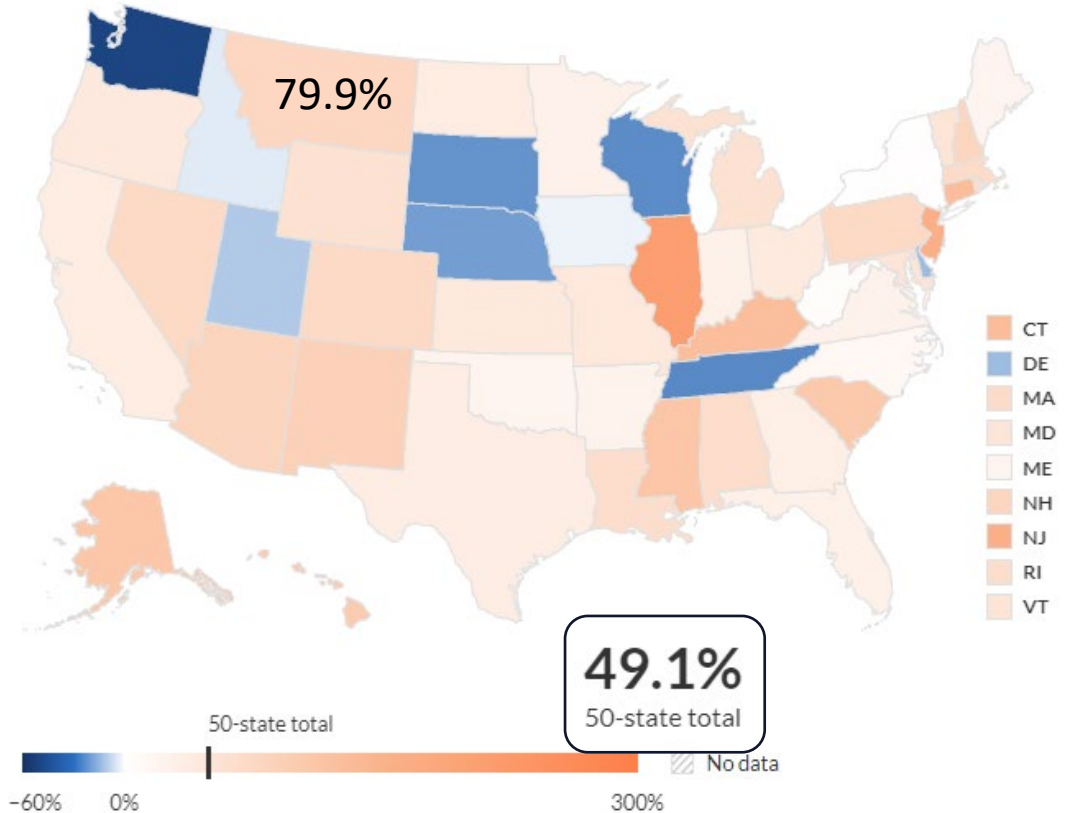 79.9%
CT
DE
MA
MD
ME
NH
NJ
RI
VT
49.1%
50-state total
50-state total
No data
−60%
0%
300%